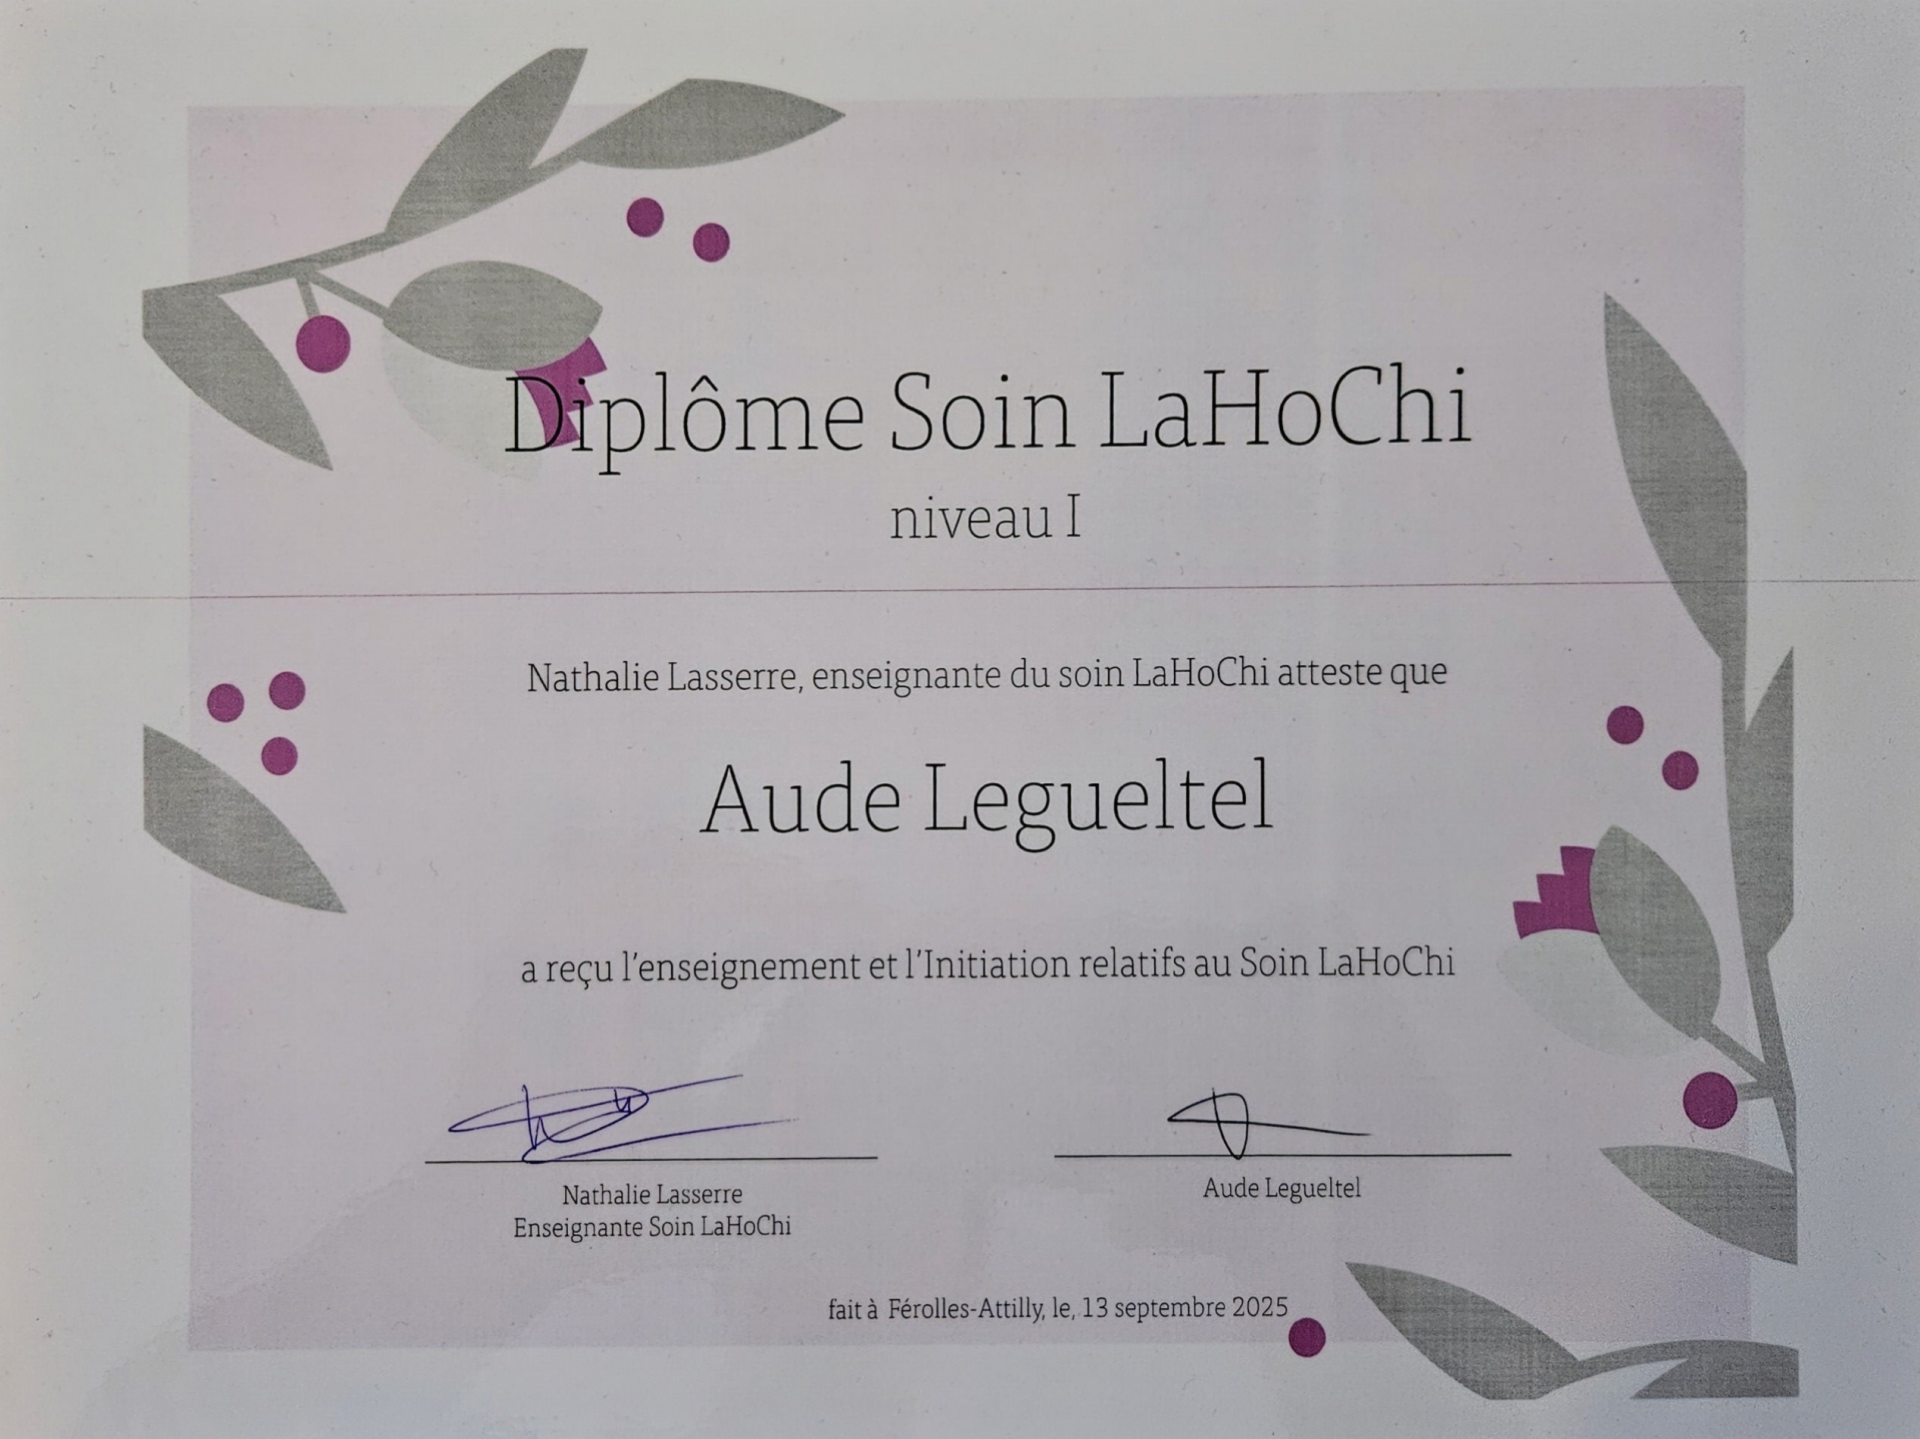 Diplôme Soin LaHoChi
niveau I
Nathalie Lasserre, enseignante du soin LaHoChi atteste que
Aude Legueltel
a reçu l'enseignement et l'Initiation relatifs au Soin LaHoChi
Nathalie Lasserre
Enseignante Soin LaHoChi
Aude Legueltel
fait à Férolles-Attilly, le, 13 septembre 2025